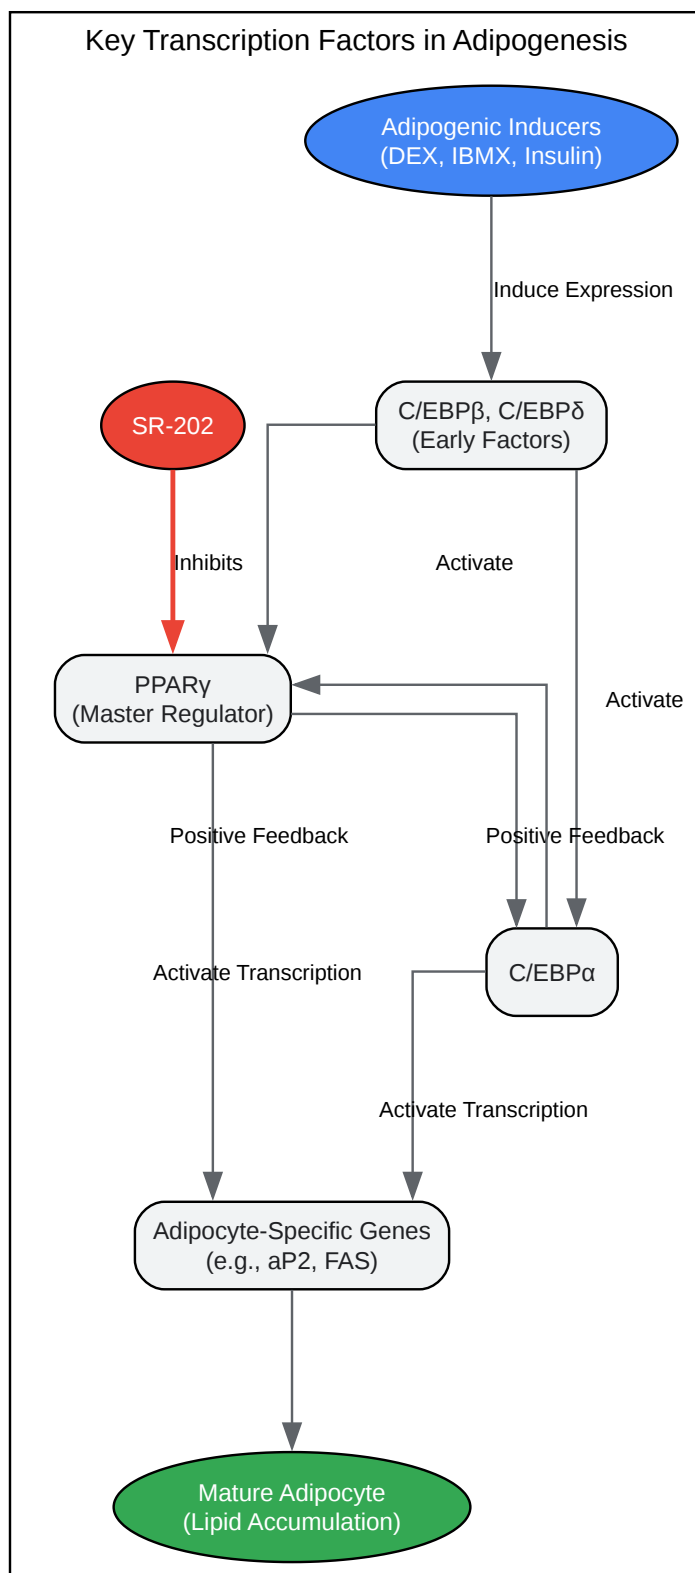 Key Transcription Factors in Adipogenesis
Adipogenic Inducers
(DEX, IBMX, Insulin)
Induce Expression
C/EBPβ, C/EBPδ
(Early Factors)
SR-202
Inhibits
Activate
PPARγ
(Master Regulator)
Activate
Positive Feedback
Positive Feedback
C/EBPα
Activate Transcription
Activate Transcription
Adipocyte-Specific Genes
(e.g., aP2, FAS)
Mature Adipocyte
(Lipid Accumulation)